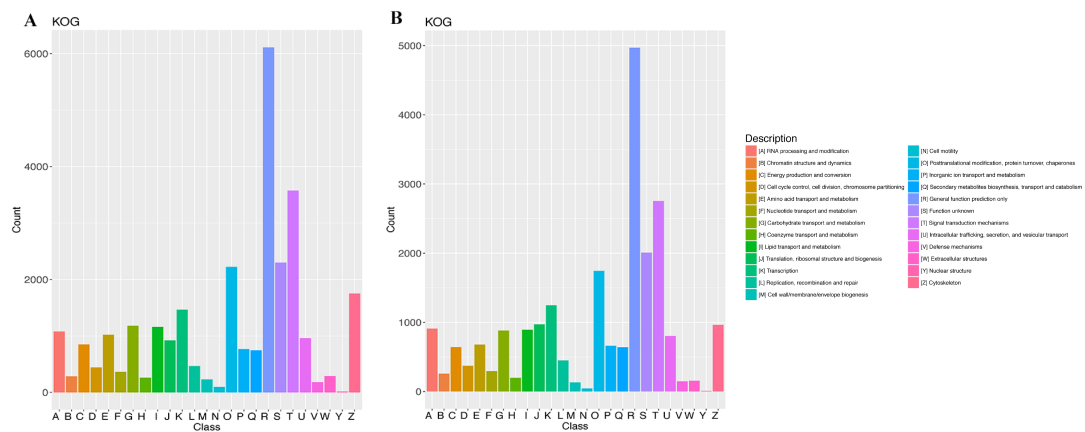 A
KOG
6000
4000
2000
0
Count
A B C D E F G H I J K L M N O P Q R S T U V W Y Z
Class
B
KOG
5000
4000
3000
2000
1000
0
Count
A B C D E F G H I J K L M N O P Q R S T U V W Y Z
Class
Description
[A] RNA processing and modification
[B] Chromatin structure and dynamics
[C] Energy production and conversion
[D] Cell cycle control, cell division, chromosome partitioning
[E] Amino acid transport and metabolism
[F] Nucleotide transport and metabolism
[G] Carbohydrate transport and metabolism
[H] Coenzyme transport and metabolism
[I] Lipid transport and metabolism
[J] Translation, ribosomal structure and biogenesis
[K] Transcription
[L] Replication, recombination and repair
[M] Cell wall/membrane/envelope biogenesis
[N] Cell motility
[O] Posttranslational modification, protein turnover, chaperones
[P] Inorganic ion transport and metabolism
[Q] Secondary metabolites biosynthesis, transport and catabolism
[R] General function prediction only
[S] Function unknown
[T] Signal transduction mechanisms
[U] Intracellular trafficking, secretion, and vesicular transport
[V] Defense mechanisms
[W] Extracellular structures
[Y] Nuclear structure
[Z] Cytoskeleton